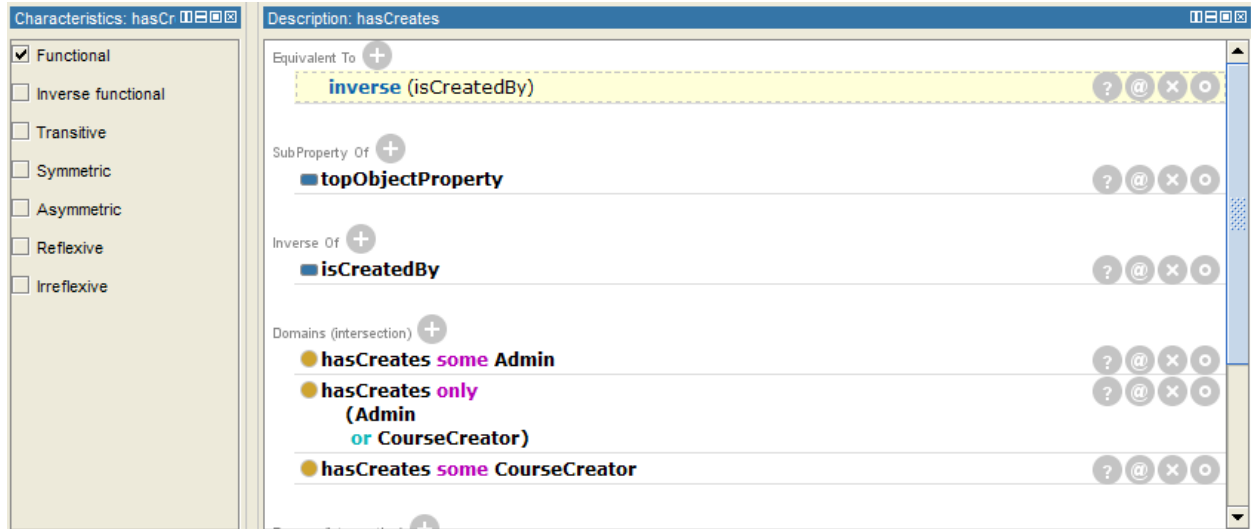 Characteristics: hasCr
Description: hasCreates
Functional
Inverse functional
Transitive
Symmetric
Asymmetric
Reflexive
Irreflexive
Equivalent To
inverse (isCreatedBy)
SubProperty Of
topObjectProperty
Inverse Of
isCreatedBy
Domains (intersection)
hasCreates some Admin
hasCreates only
(Admin
or CourseCreator)
hasCreates some CourseCreator